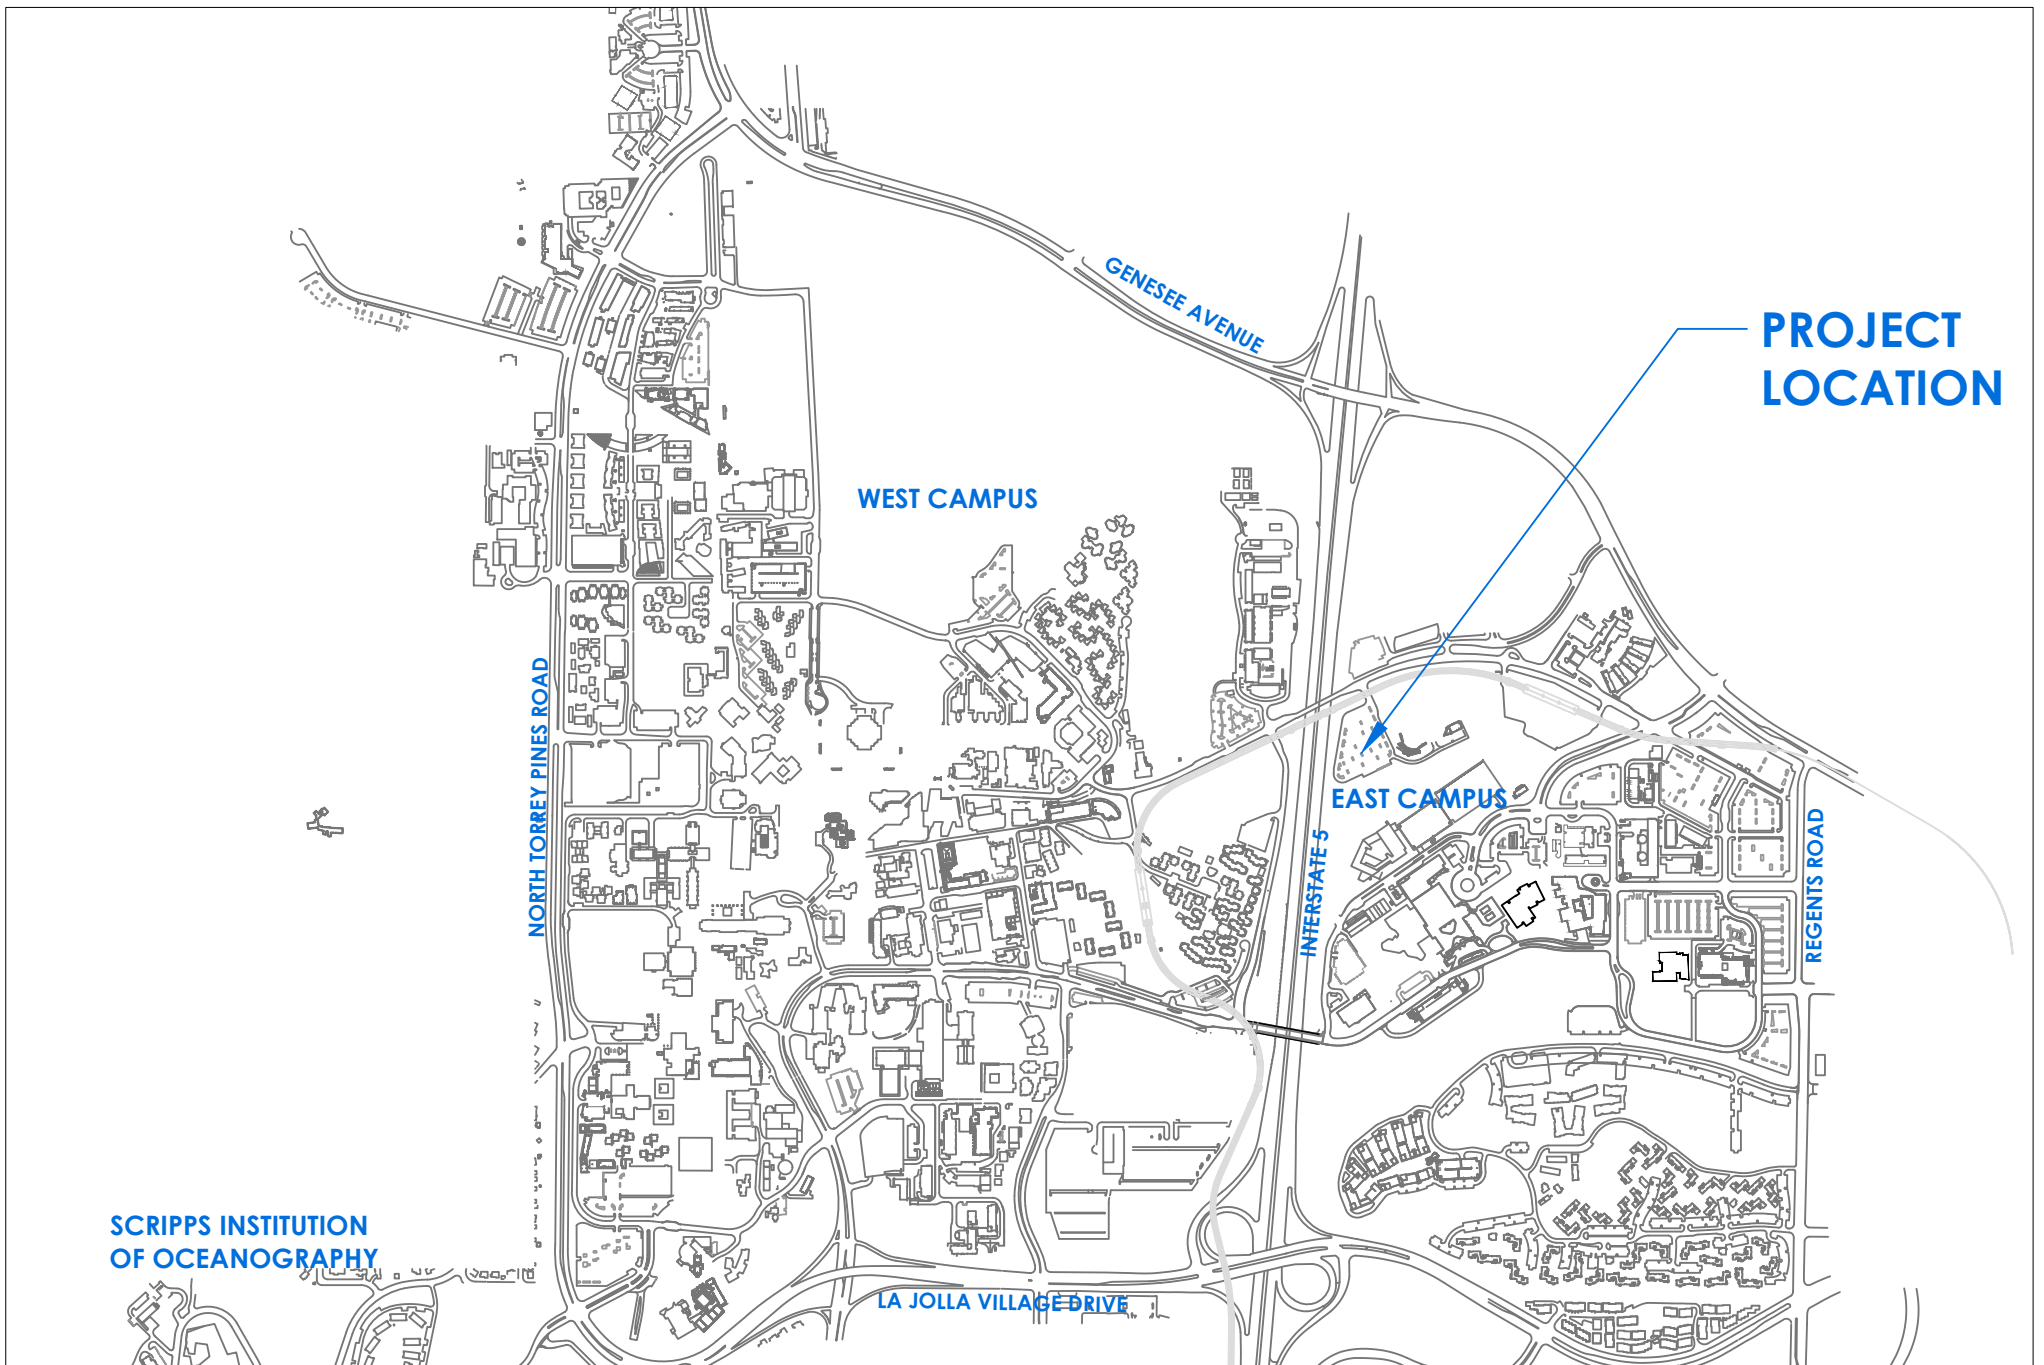 GENESEE AVENUE
PROJECT
LOCATION
WEST CAMPUS
NORTH TORREY PINES ROAD
EAST CAMPUS
INTERSTATE 5
REGENTS ROAD
SCRIPPS INSTITUTION
OF OCEANOGRAPHY
LA JOLLA VILLAGE DRIVE